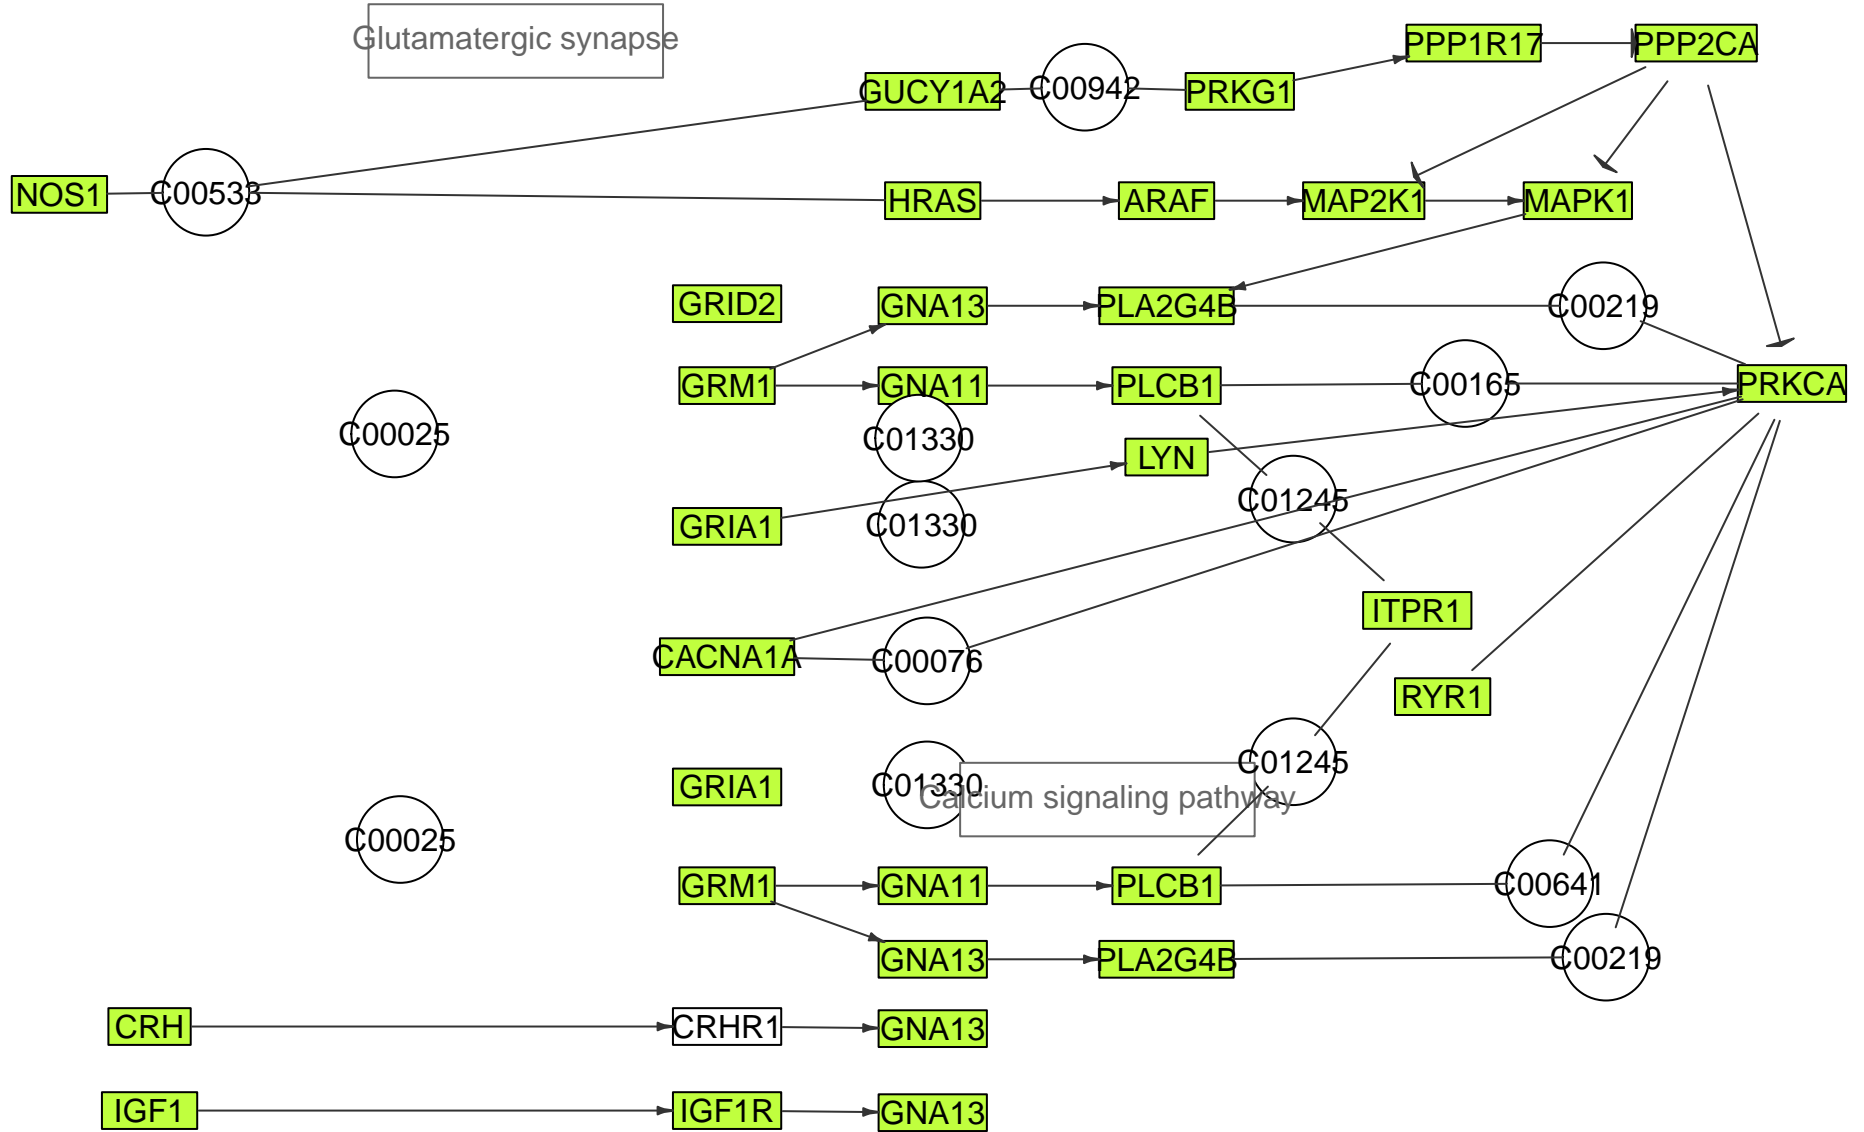 Glutamatergic synapse
PPP1R17
PPP2CA
GUCY1A2
C00942
PRKG1
NOS1
C00533
HRAS
ARAF
MAP2K1
MAPK1
GRID2
GNA13
PLA2G4B
C00219
GRM1
GNA11
PLCB1
C00165
PRKCA
C00025
C01330
LYN
GRIA1
C01330
C01245
ITPR1
CACNA1A
C00076
RYR1
GRIA1
C01330
Calcium signaling pathway
C01245
C00025
GRM1
GNA11
PLCB1
C00641
GNA13
PLA2G4B
C00219
CRH
CRHR1
GNA13
IGF1
IGF1R
GNA13